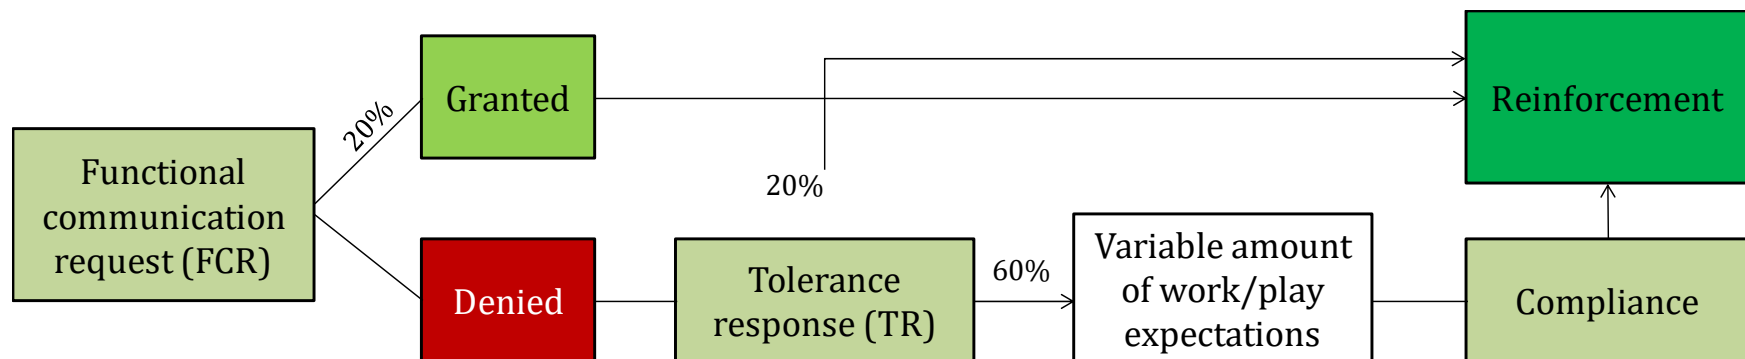 Functional
communication
request (FCR)
20%
Granted
Denied
20%
Tolerance
response (TR)
60%
Variable amount
of work/play
expectations
Compliance
Reinforcement